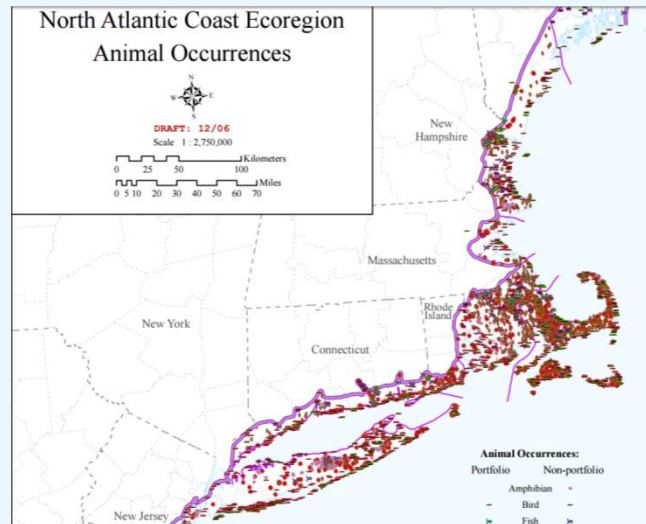 North Atlantic Coast Ecoregion
Animal Occurrences
N
W E
S
DRAFT: 12/06
Scale 1 : 2,750,000
Kilometers
0 25 50 100
Miles
0 5 10 20 30 40 50 60 70
New
Hampshire
Massachusetts
Rhode
Island
New York
Connecticut
New Jersey
Animal Occurrences:
Portfolio Non-portfolio
Amphibian
Bird
Fish